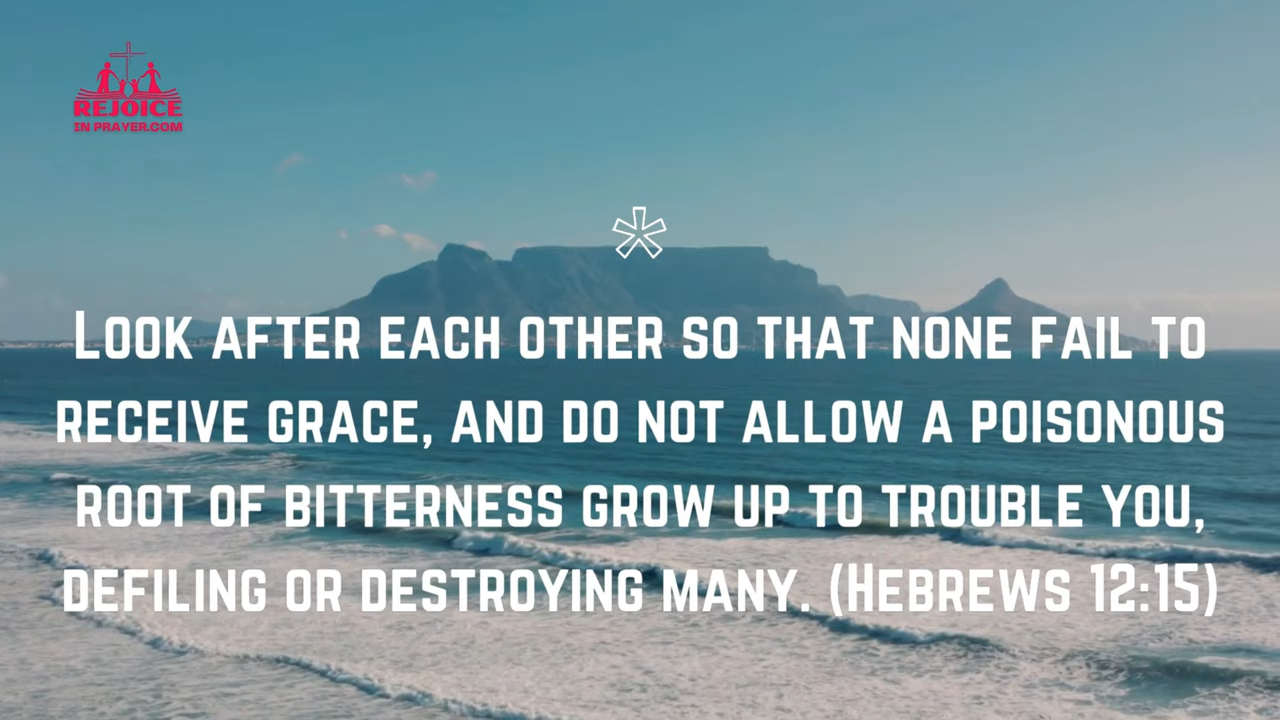 REJOICE
IN PRAYER.COM
Look after each other so that none fail to
receive grace, and do not allow a poisonous
root of bitterness grow up to trouble you,
defiling or destroying many. (Hebrews 12:15)